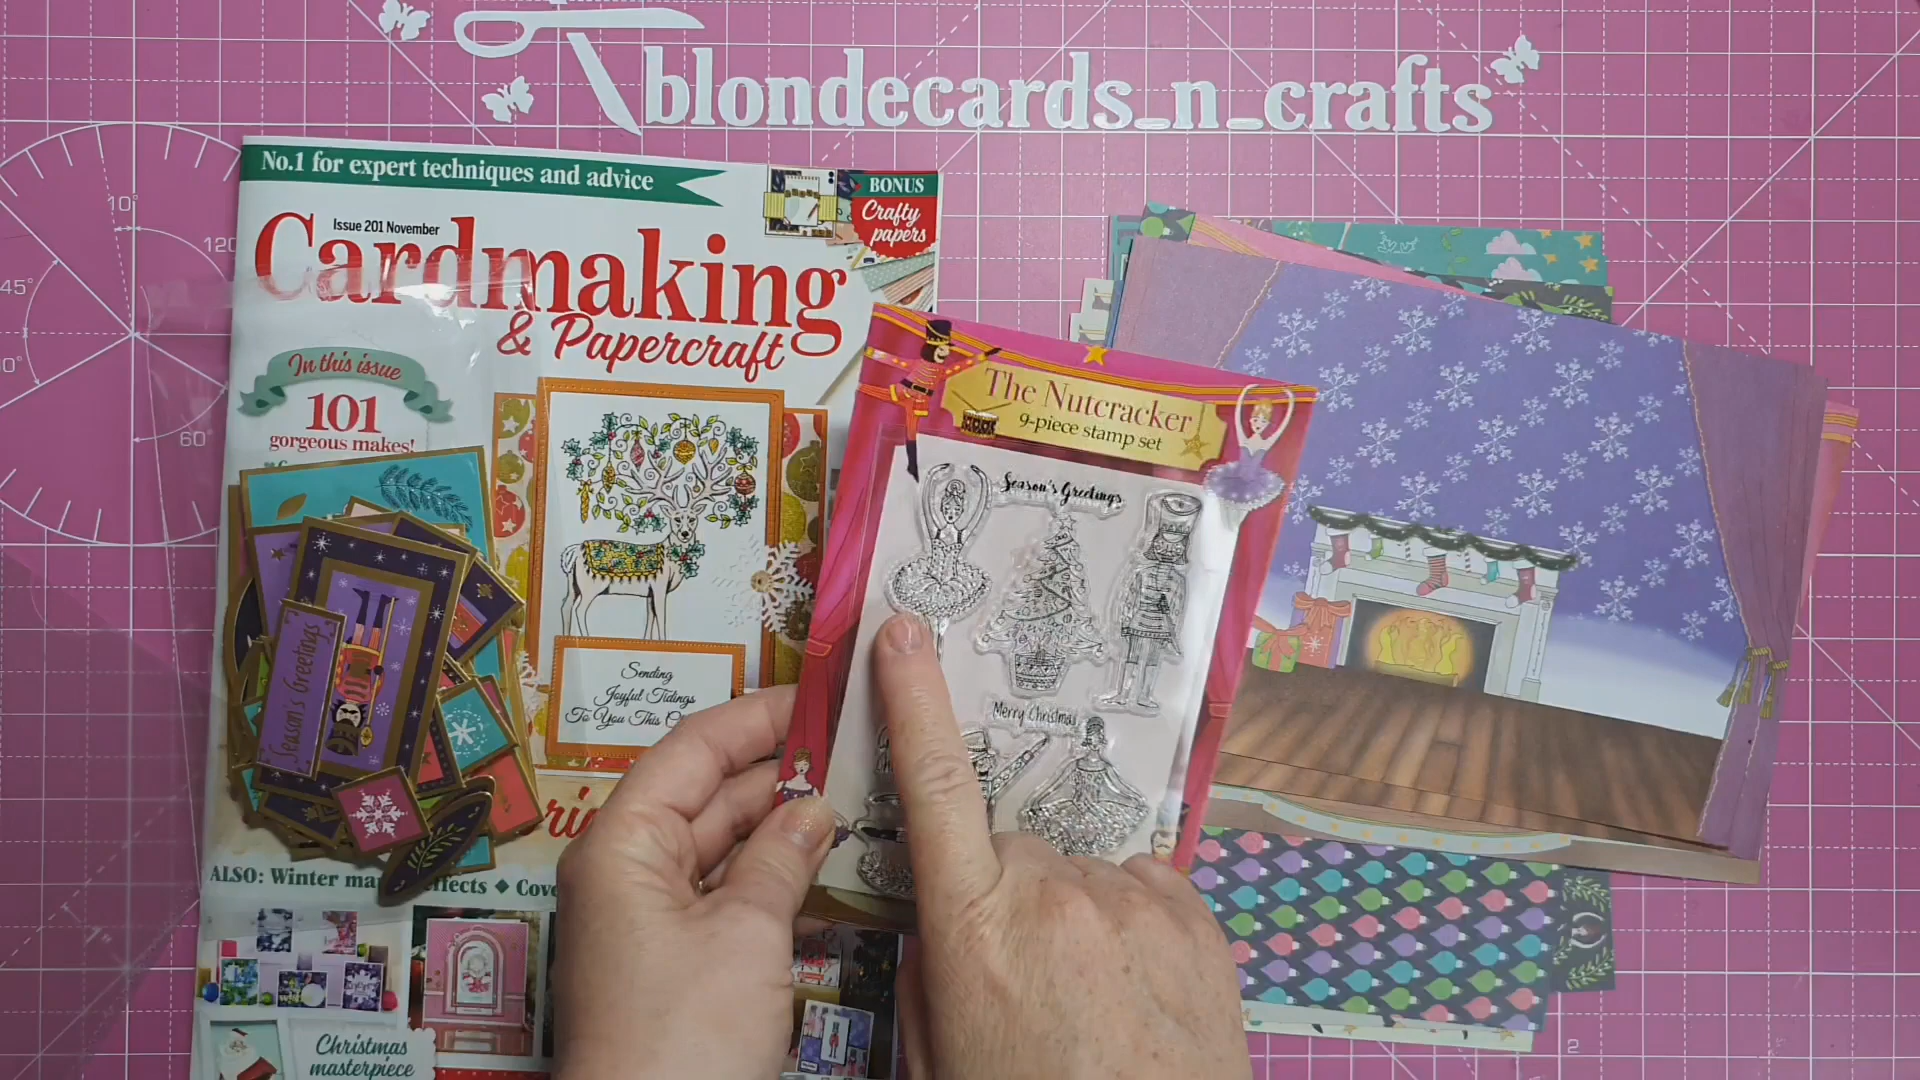 blondecards_n_crafts
No.1 for expert techniques and advice
BONUS
Crafty
papers
Issue 201 November
Cardmaking
& Papercraft
In this issue
101
gorgeous makes!
The Nutcracker
9-piece stamp set
Season's Greetings
Merry Christmas
Sending
Joyful Tidings
To You This
Season's Greetings
ALSO: Winter
effects ◆
Christmas
masterpiece
10°
120
45°
60°
2